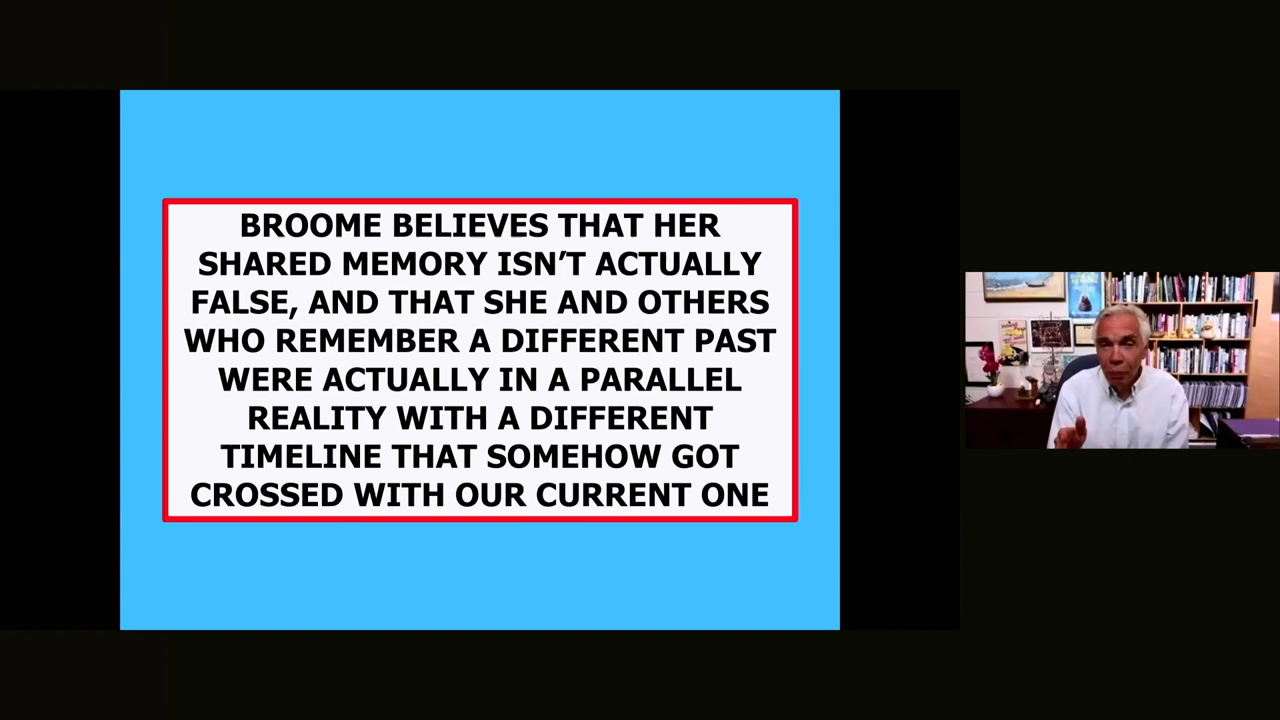 BROOME BELIEVES THAT HER
SHARED MEMORY ISN’T ACTUALLY
FALSE, AND THAT SHE AND OTHERS
WHO REMEMBER A DIFFERENT PAST
WERE ACTUALLY IN A PARALLEL
REALITY WITH A DIFFERENT
TIMELINE THAT SOMEHOW GOT
CROSSED WITH OUR CURRENT ONE